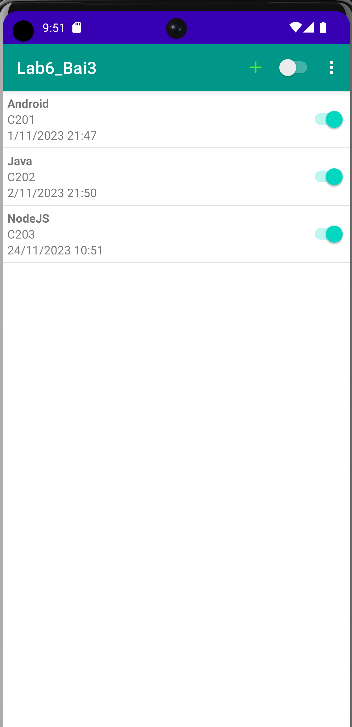 9:51
Lab6_Bai3
Android
C201
1/11/2023 21:47
Java
C202
2/11/2023 21:50
NodeJS
C203
24/11/2023 10:51